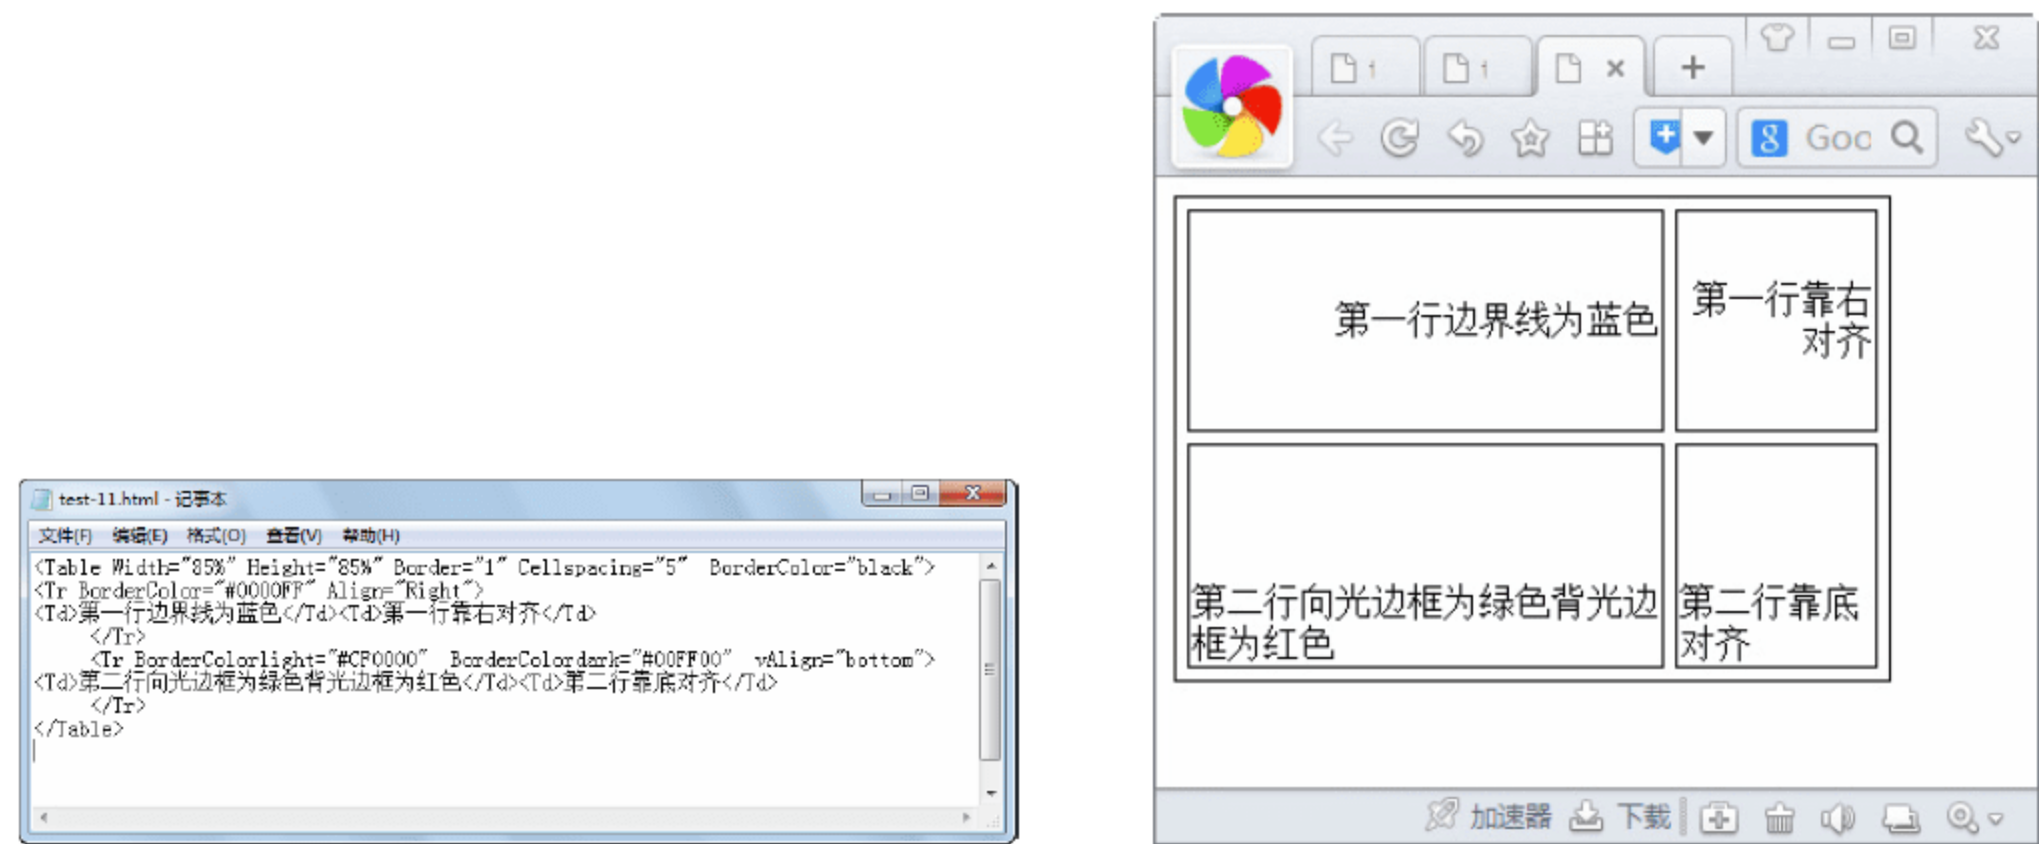 test-11.html - 记事本
文件(F) 编辑(E) 格式(O) 查看(V) 帮助(H)
<Table Width="85%" Height="85%" Border="1" Cellspacing="5"  BorderColor="black">
<Tr BorderColor="#0000FF" Align="Right">
<Td>第一行边界线为蓝色</Td><Td>第一行靠右对齐</Td>
</Tr>
<Tr BorderColorlight="#CF0000"  BorderColordark="#00FF00"  vAlign="bottom">
<Td>第二行向光边框为绿色背光边框为红色</Td><Td>第二行靠底对齐</Td>
</Tr>
</Table>
Goo
第一行边界线为蓝色
第一行靠右
对齐
第二行向光边框为绿色背光边
框为红色
第二行靠底
对齐
加速器 下载